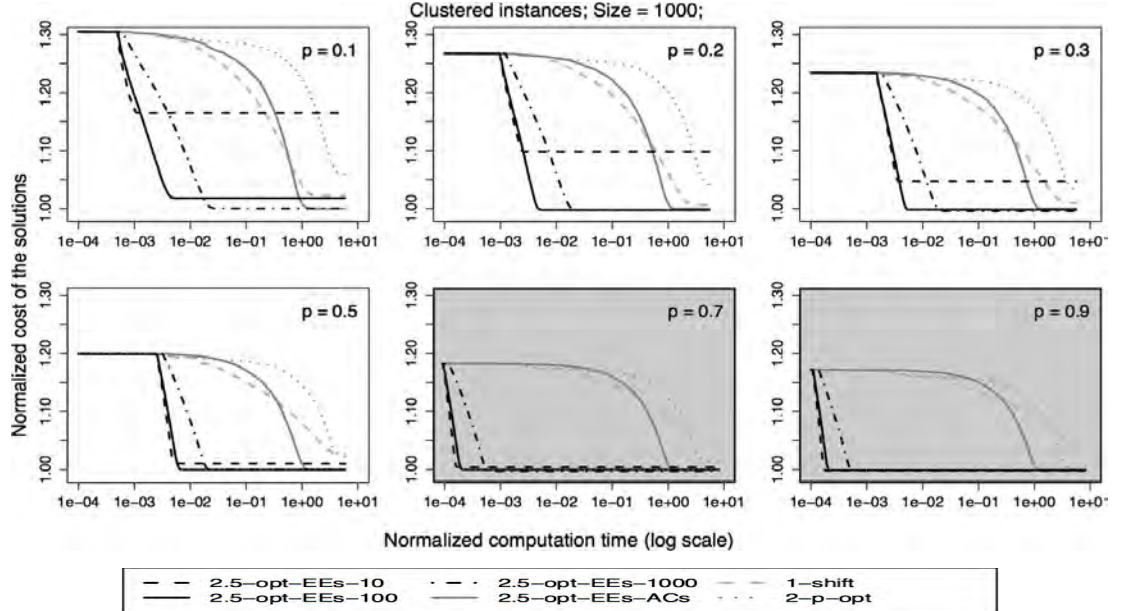 Clustered instances; Size = 1000;
Normalized cost of the solutions
1.00 1.10 1.20 1.30
p = 0.1
1e−04 1e−03 1e−02 1e−01 1e+00 1e+01
1.00 1.10 1.20 1.30
p = 0.2
1e−04 1e−03 1e−02 1e−01 1e+00 1e+01
1.00 1.10 1.20 1.30
p = 0.3
1e−04 1e−03 1e−02 1e−01 1e+00 1e+0
1.00 1.10 1.20 1.30
p = 0.5
1e−04 1e−03 1e−02 1e−01 1e+00 1e+01
1.00 1.10 1.20 1.30
p = 0.7
1e−04 1e−03 1e−02 1e−01 1e+00 1e+01
1.00 1.10 1.20 1.30
p = 0.9
1e−04 1e−03 1e−02 1e−01 1e+00 1e+0
Normalized computation time (log scale)
2.5−opt−EEs−10 2.5−opt−EEs−1000 1−shift
2.5−opt−EEs−100 2.5−opt−EEs−ACs 2−p−opt